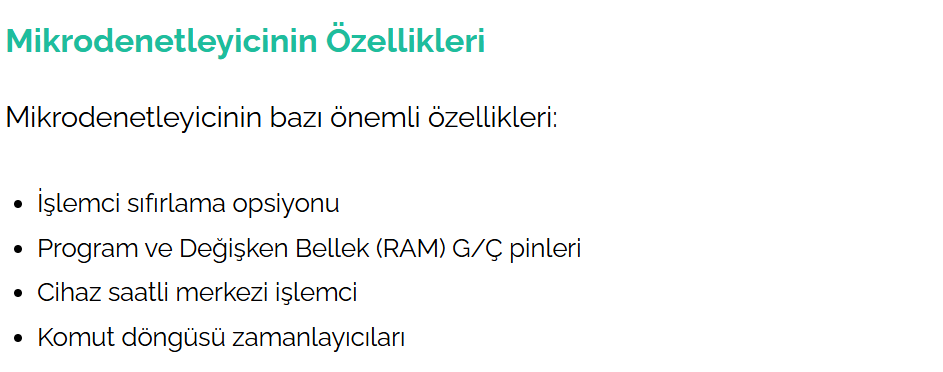 Mikrodenetleyicinin Özellikleri
Mikrodenetleyicinin bazı önemli özellikleri:
• İşlemci sıfırlama opsiyonu
• Program ve Değişken Bellek (RAM) G/Ç pinleri
• Cihaz saatli merkezi işlemci
• Komut döngüsü zamanlayıcıları